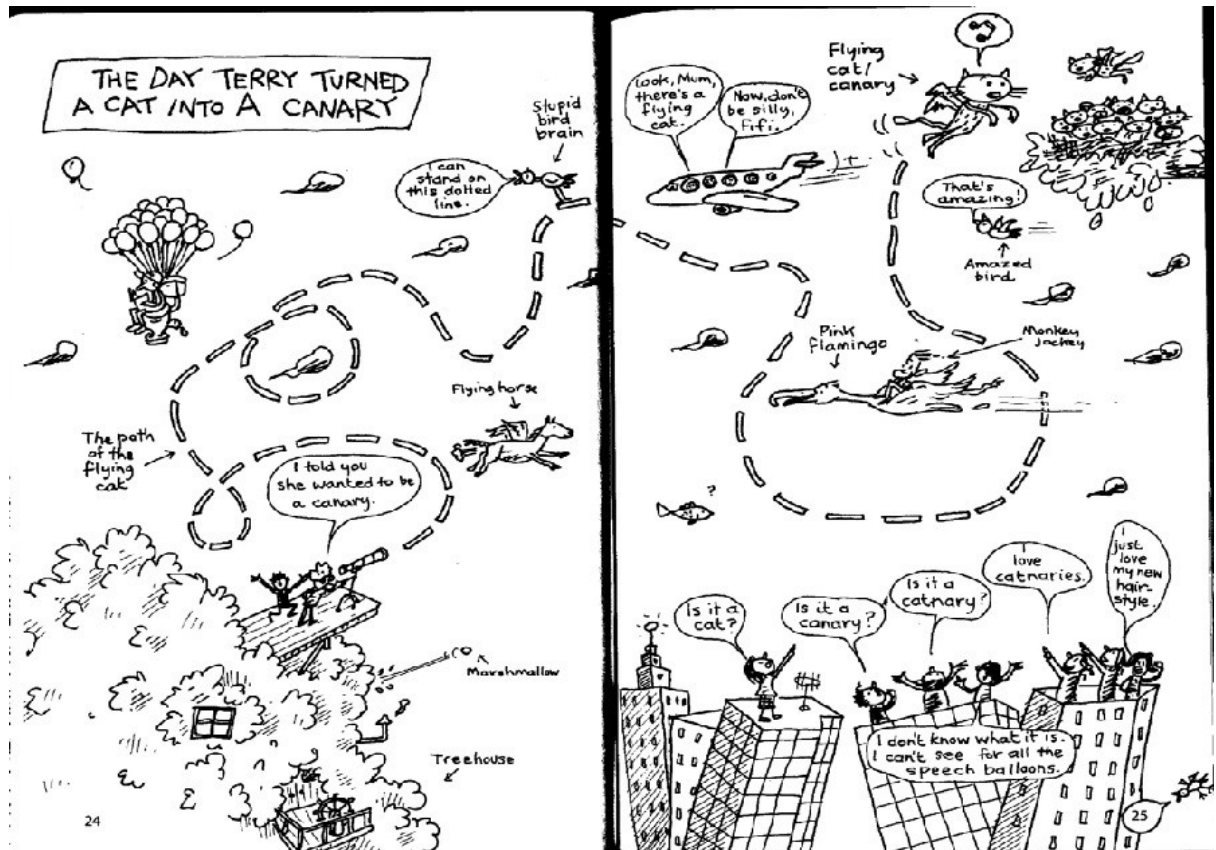 THE DAY TERRY TURNED
A CAT INTO A CANARY
Stupid
bird
brain
I can
stand on
this dotted
line.
Flying horse
The path
of the
flying
cat
I told you
she wanted to be
a canary.
Marshmallow
Treehouse
24
Look, Mum,
there's a
flying
cat.
Now, don't
be silly,
Fifi.
Flying
cat/
canary
That's
amazing!
Amazed
bird
Pink
flamingo
Monkey
jockey
?
Is it a
cat?
Is it a
canary?
Is it a
catnary?
I
love
catnaries.
I
just
love
my new
hair-
style.
I don't know what it is.
I can't see for all the
speech balloons.
25